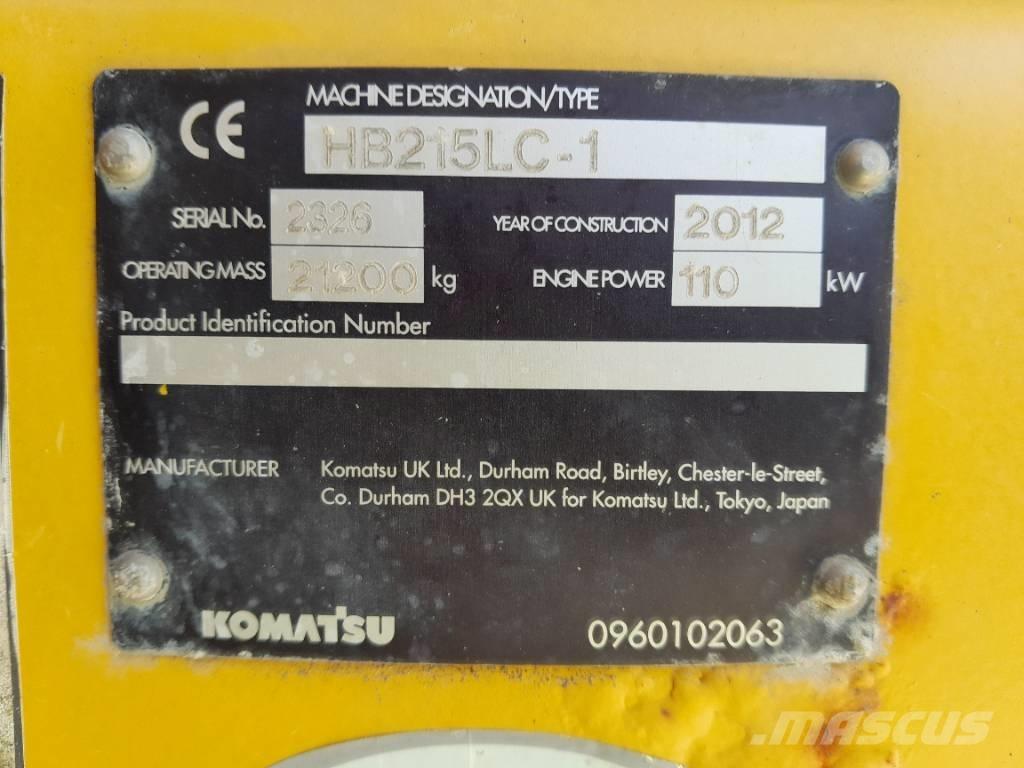 CE
MACHINE DESIGNATION/TYPE
HB215LC-1
SERIAL No. 2326 YEAR OF CONSTRUCTION 2012
OPERATING MASS 21200 kg ENGINE POWER 110 kW
Product Identification Number
MANUFACTURER Komatsu UK Ltd., Durham Road, Birtley, Chester-le-Street,
Co. Durham DH3 2QX UK for Komatsu Ltd., Tokyo, Japan
KOMATSU 0960102063
MASCUS